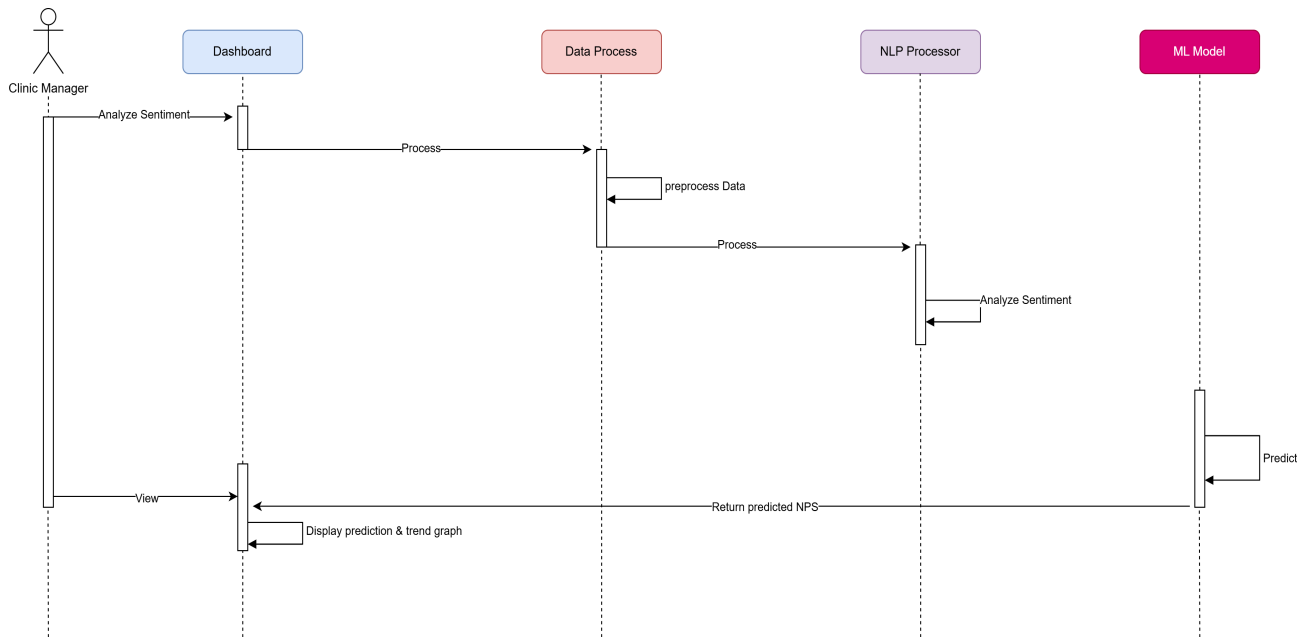 Dashboard
Data Process
NLP Processor
ML Model
Clinic Manager
Analyze Sentiment
Process
preprocess Data
Process
Analyze Sentiment
Predict
View
Return predicted NPS
Display prediction & trend graph